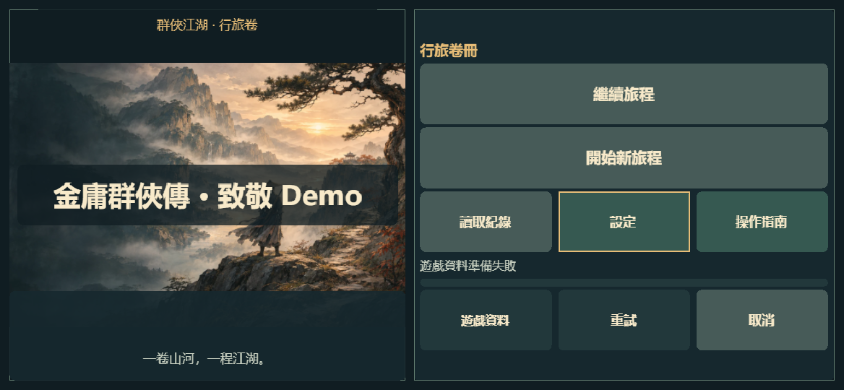 群俠江湖·行旅卷
金庸群俠傳·致敬 Demo
一卷山河，一程江湖。
行旅卷冊
繼續旅程
開始新旅程
讀取紀錄
設定
操作指南
遊戲資料準備失敗
遊戲資料
重試
取消